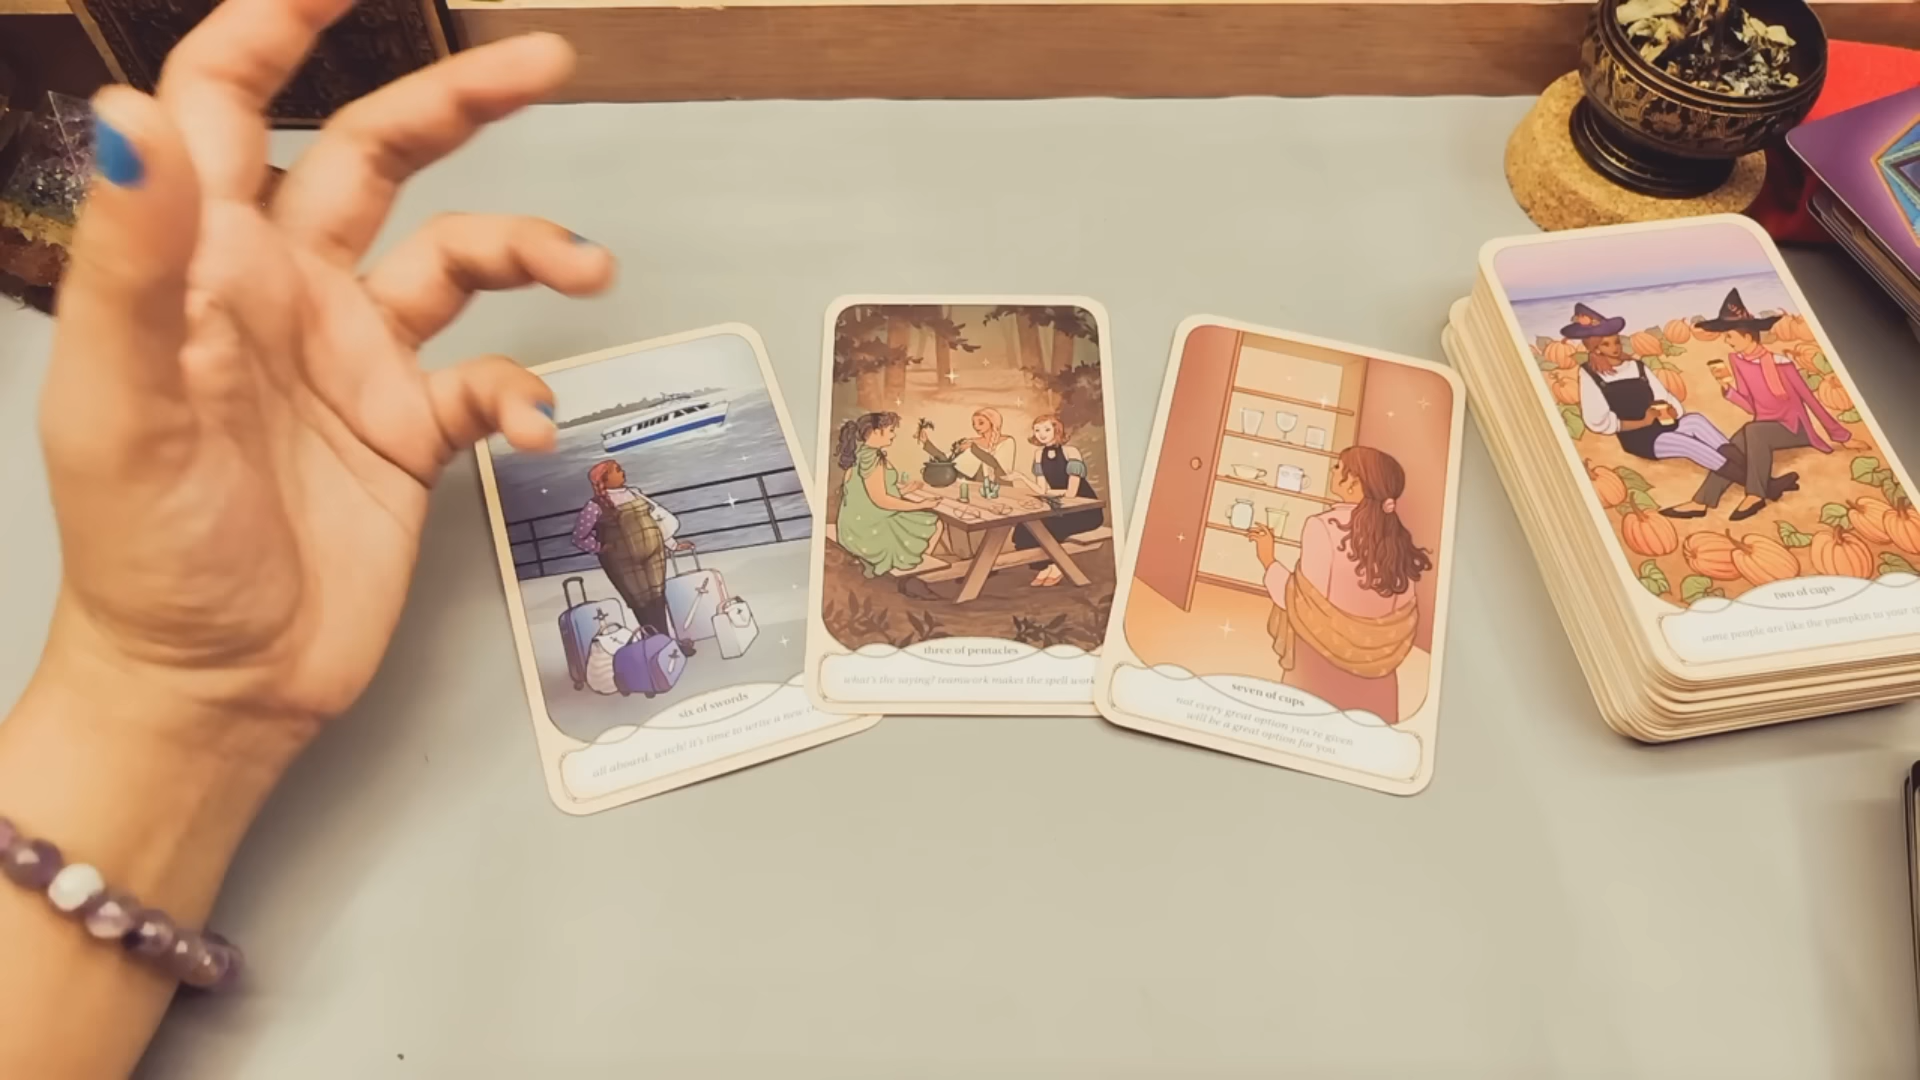 six of swords
all aboard, witch! it's time to write a new
three of pentacles
what's the saying? teamwork makes the spell work
seven of cups
not every great option you're given
will be a great option for you
two of cups
some people are like the pumpkin to your